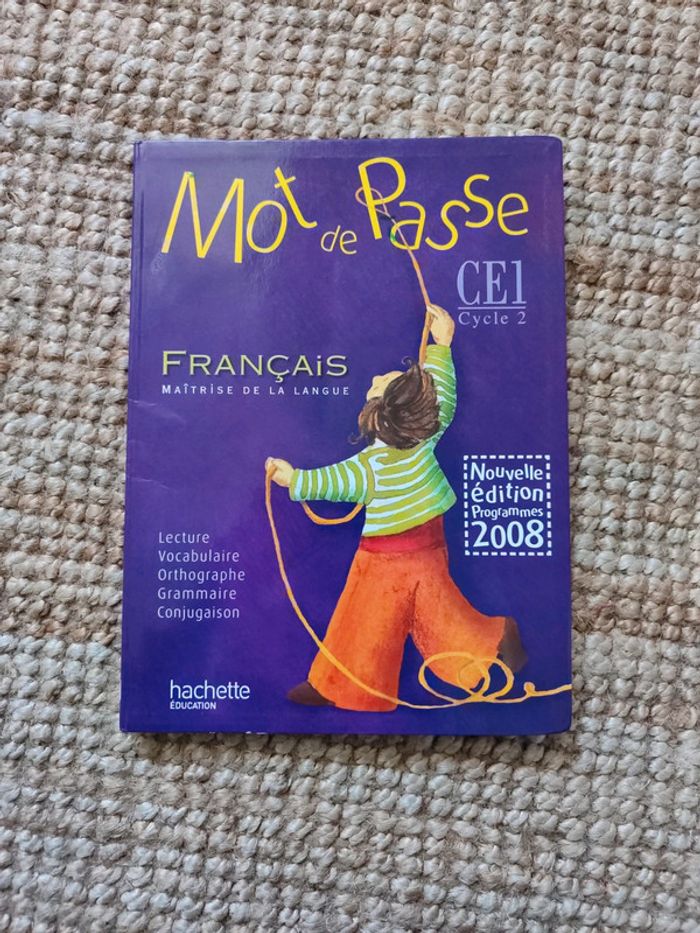 Mot de Passe
CE1
Cycle 2
FRANÇAiS
MAÎTRISE DE LA LANGUE
Nouvelle
édition
Programmes
2008
Lecture
Vocabulaire
Orthographe
Grammaire
Conjugaison
hachette
ÉDUCATION